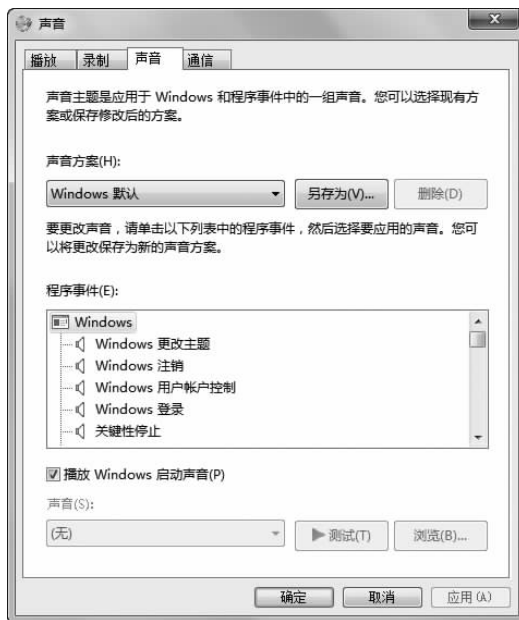 声音
播放 录制 声音 通信
声音主题是应用于 Windows 和程序事件中的一组声音。您可以选择现有方
案或保存修改后的方案。
声音方案(H):
Windows 默认 另存为(V)... 删除(D)
要更改声音，请单击以下列表中的程序事件，然后选择要应用的声音。您可
以将更改保存为新的声音方案。
程序事件(E):
Windows
Windows 更改主题
Windows 注销
Windows 用户帐户控制
Windows 登录
关键性停止
播放 Windows 启动声音(P)
声音(S):
(无) 测试(T) 浏览(B)...
确定 取消 应用(A)